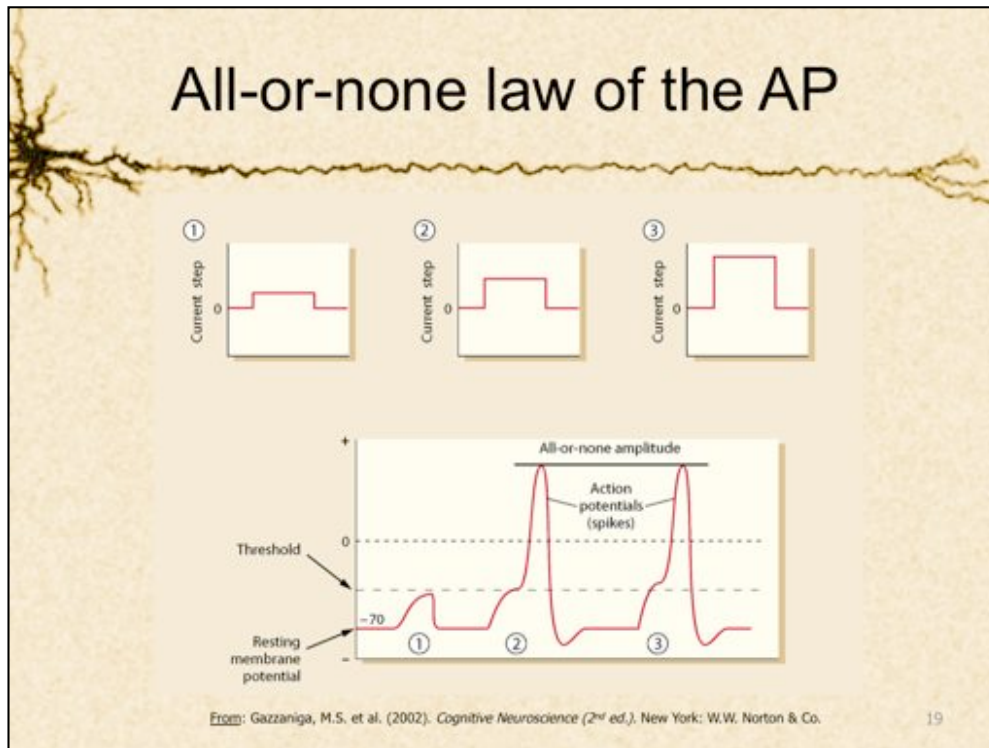 All-or-none law of the AP
①
Current step
0
②
Current step
0
③
Current step
0
+
All-or-none amplitude
Action
potentials
(spikes)
0
Threshold
−70
①
②
③
Resting
membrane
potential
−
From: Gazzaniga, M.S. et al. (2002). Cognitive Neuroscience (2nd ed.). New York: W.W. Norton & Co.
19